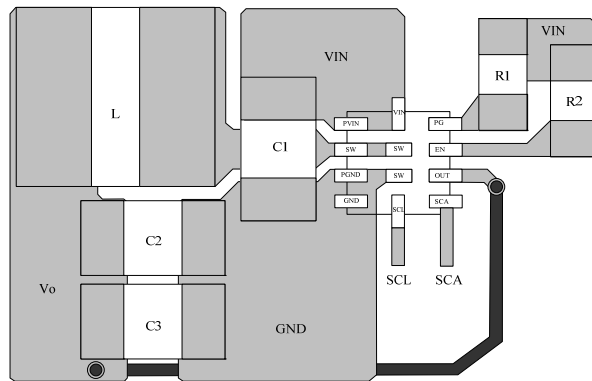 VIN
VIN
R1
R2
L
C1
VIN
PVIN
PG
SW
SW
EN
PGND
SW
OUT
GND
SCL
SCA
C2
SCL
SCA
Vo
C3
GND